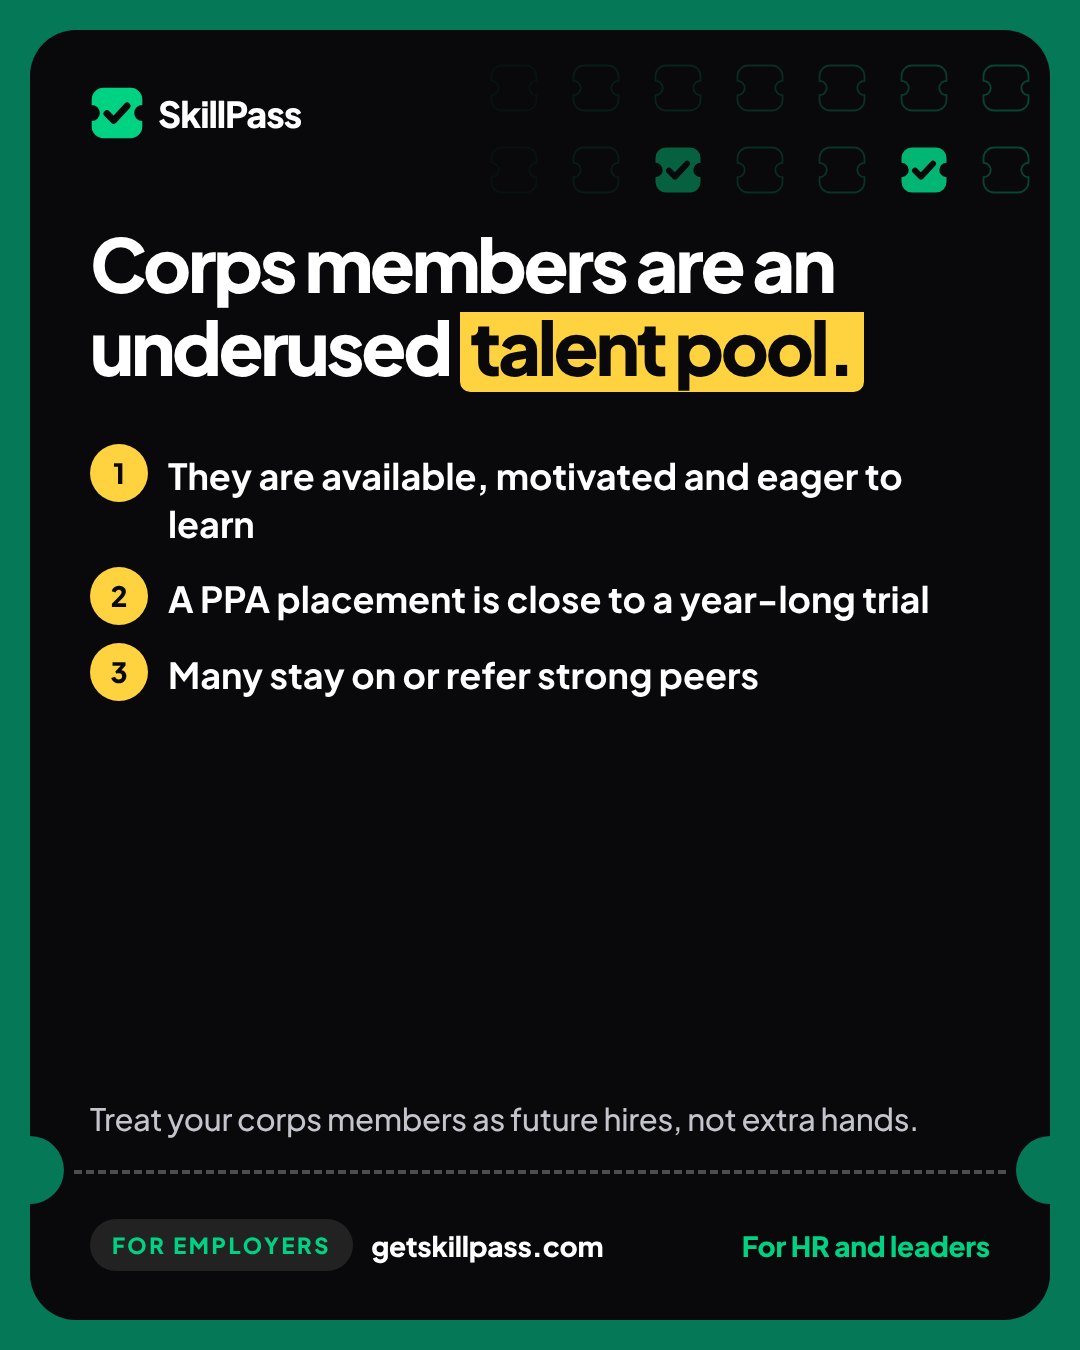 SkillPass
Corps members are an
underused talent pool.
1 They are available, motivated and eager to
learn
2 A PPA placement is close to a year-long trial
3 Many stay on or refer strong peers
Treat your corps members as future hires, not extra hands.
FOR EMPLOYERS getskillpass.com For HR and leaders